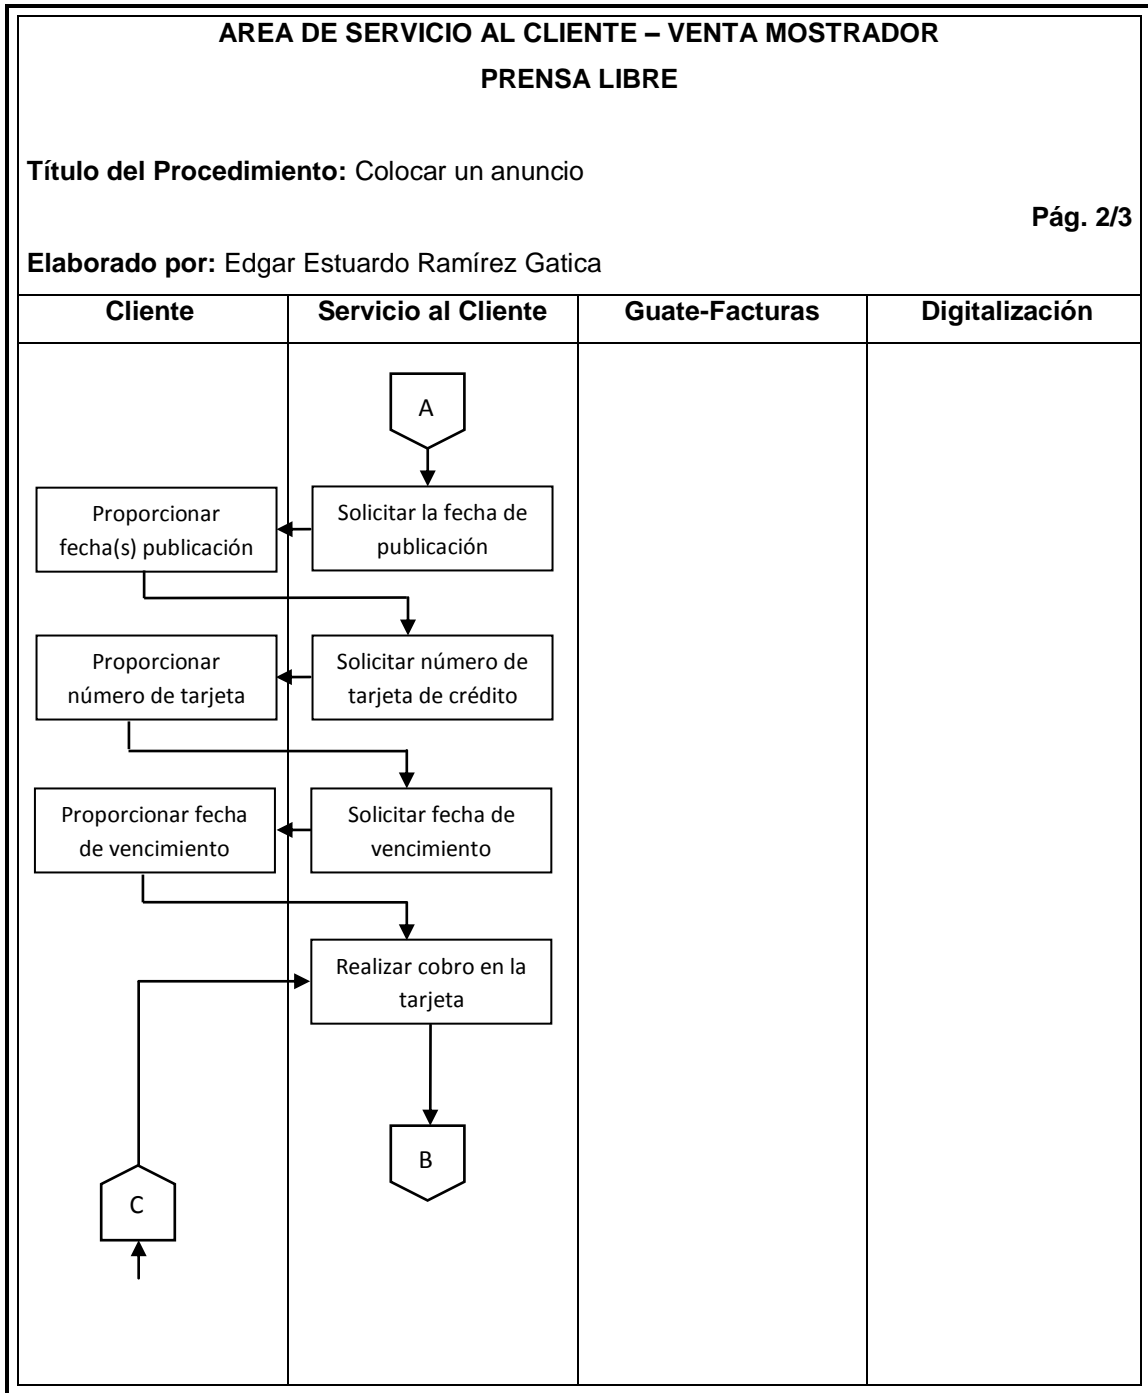 AREA DE SERVICIO AL CLIENTE – VENTA MOSTRADOR
PRENSA LIBRE
Título del Procedimiento: Colocar un anuncio
Pág. 2/3
Elaborado por: Edgar Estuardo Ramírez Gatica
Cliente Servicio al Cliente Guate-Facturas Digitalización
A
Solicitar la fecha de
publicación
Proporcionar
fecha(s) publicación
Solicitar número de
tarjeta de crédito
Proporcionar
número de tarjeta
Solicitar fecha de
vencimiento
Proporcionar fecha
de vencimiento
Realizar cobro en la
tarjeta
B
C